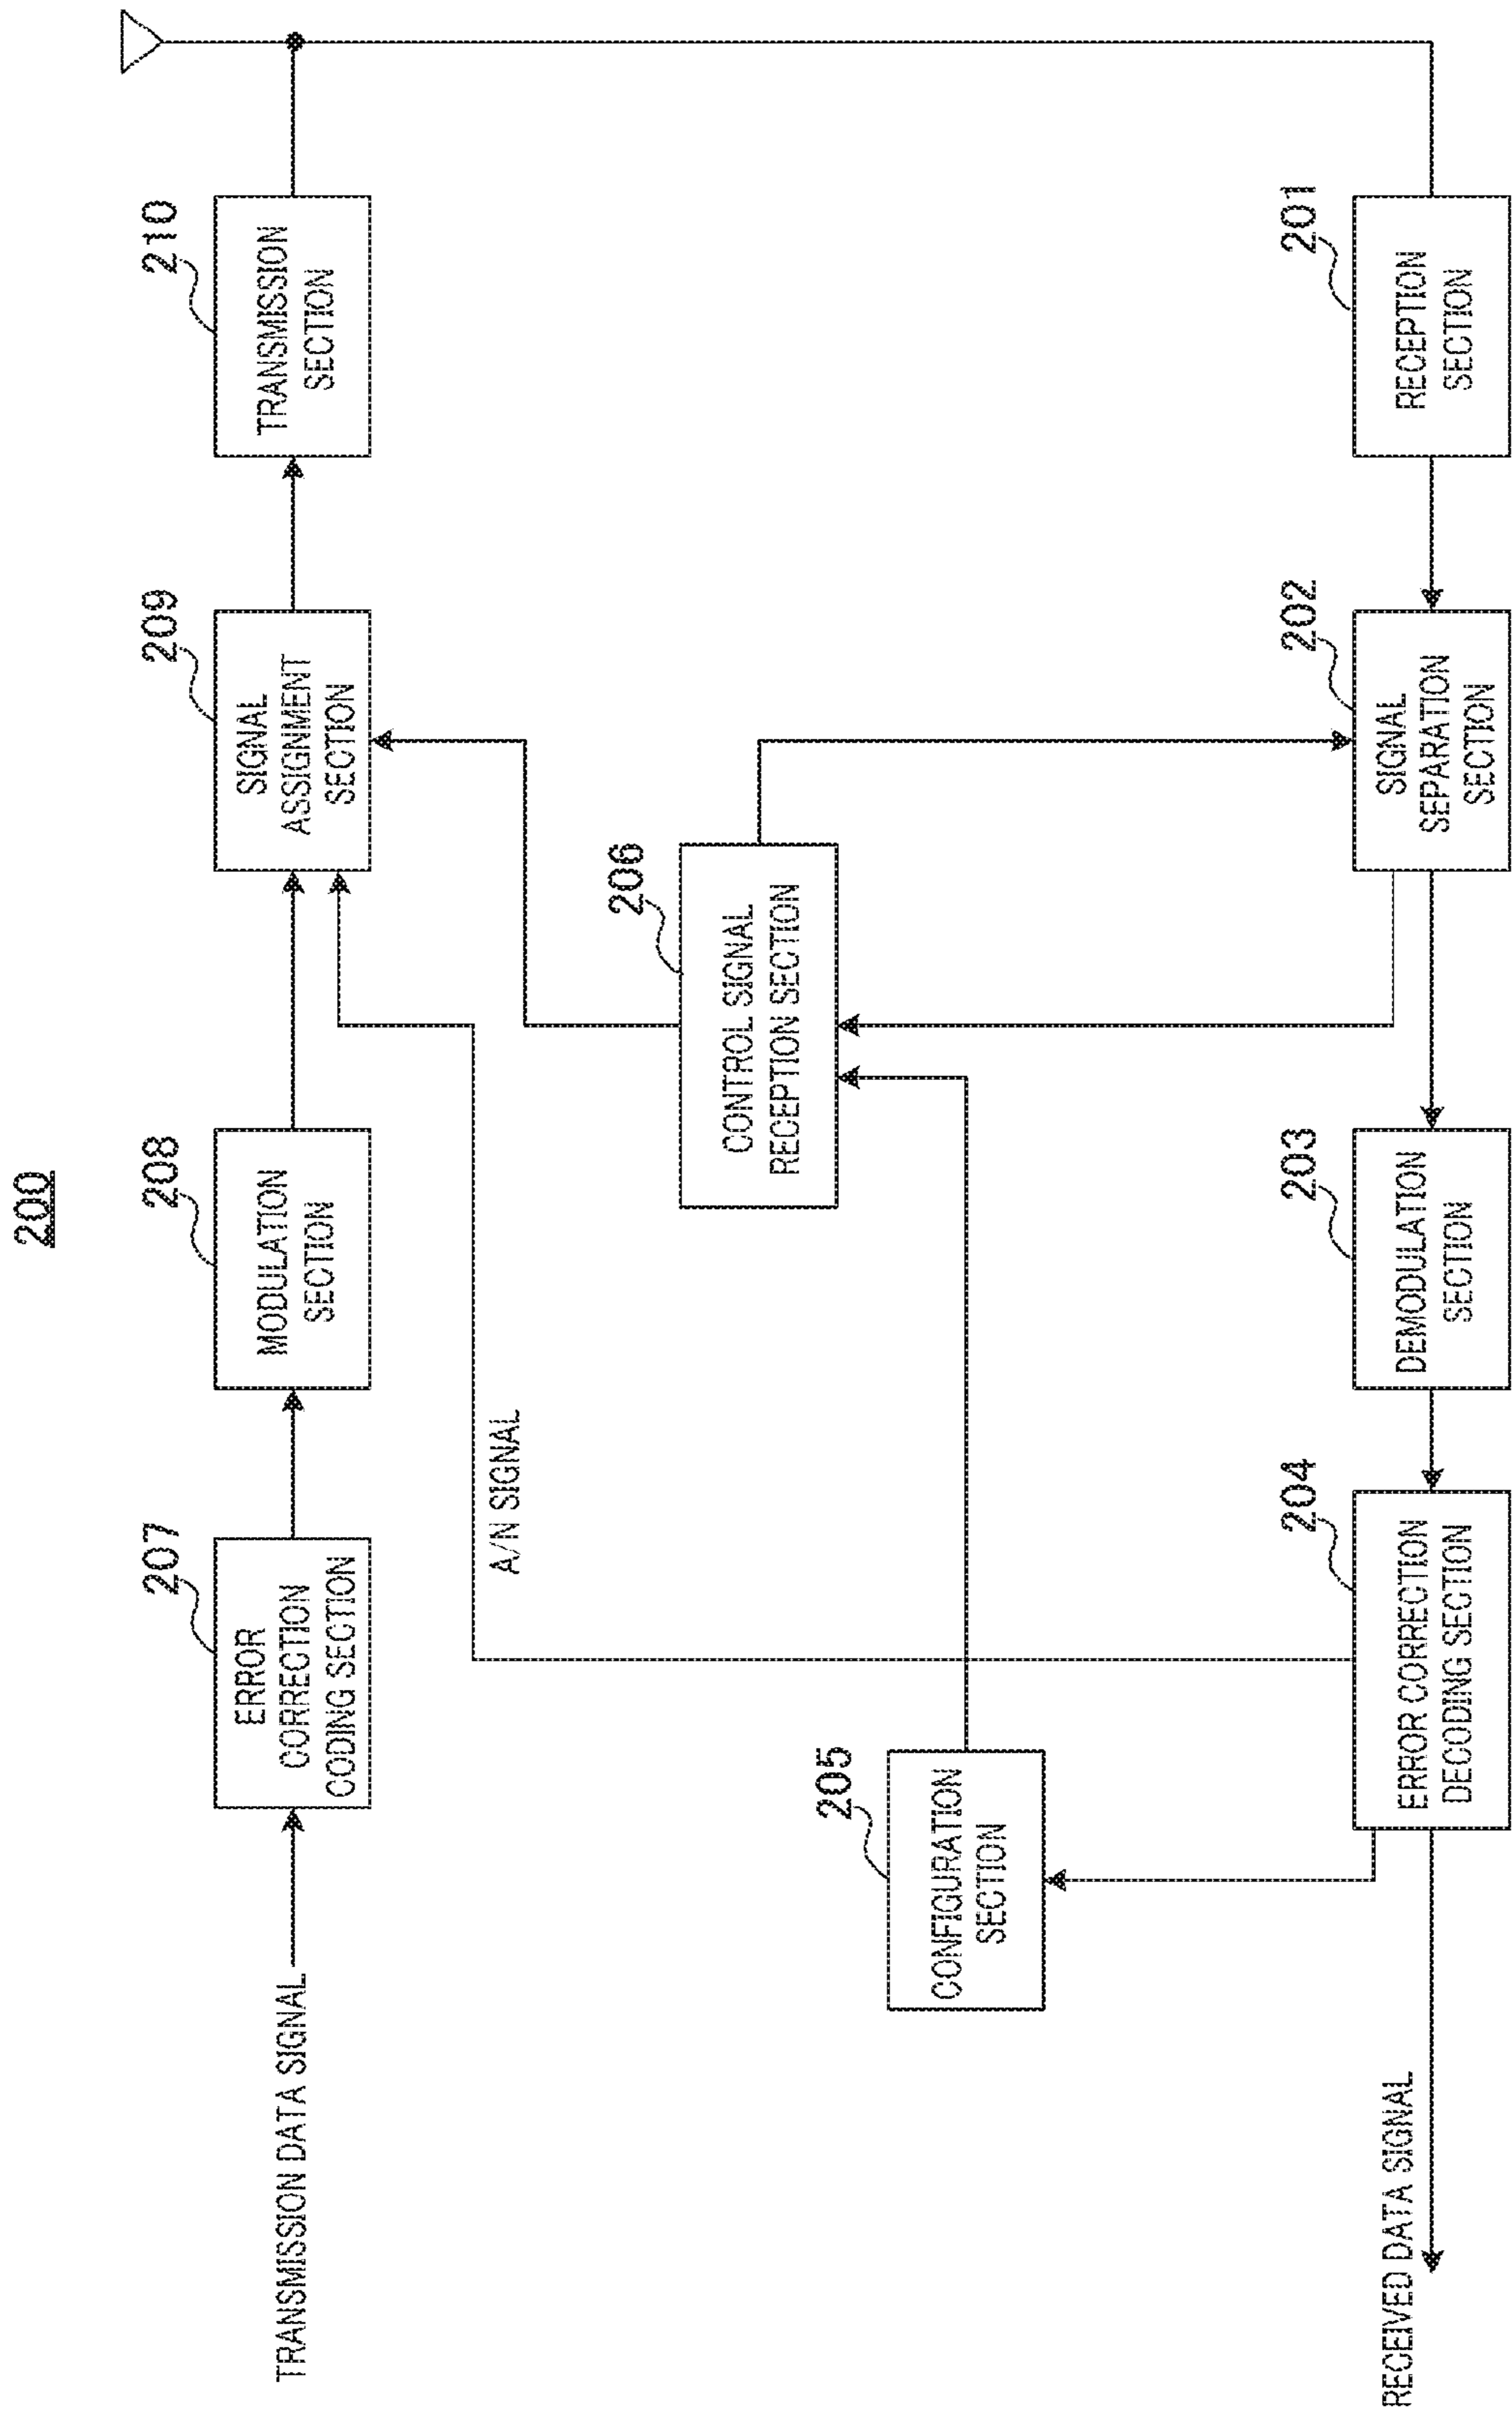 200
207
208
209
210
TRANSMISSION DATA SIGNAL
ERROR
CORRECTION
CODING SECTION
MODULATION
SECTION
SIGNAL
ASSIGNMENT
SECTION
TRANSMISSION
SECTION
A/N SIGNAL
206
CONTROL SIGNAL
RECEPTION SECTION
205
CONFIGURATION
SECTION
204
203
202
201
RECEIVED DATA SIGNAL
ERROR CORRECTION
DECODING SECTION
DEMODULATION
SECTION
SIGNAL
SEPARATION
SECTION
RECEPTION
SECTION